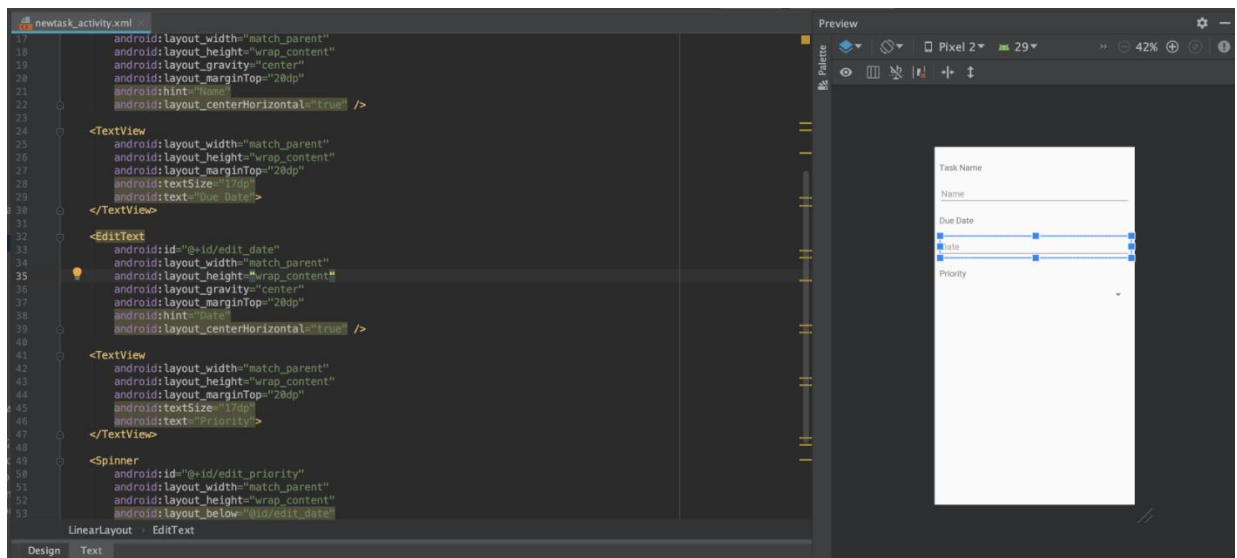 newtask_activity.xml
Preview
17 android:layout_width="match_parent"
18 android:layout_height="wrap_content"
19 android:layout_gravity="center"
20 android:layout_marginTop="20dp"
21 android:hint="Name"
22 android:layout_centerHorizontal="true" />
23
24 <TextView
25 android:layout_width="match_parent"
26 android:layout_height="wrap_content"
27 android:layout_marginTop="20dp"
28 android:textSize="17dp"
29 android:text="Due Date">
30 </TextView>
31
32 <EditText
33 android:id="@+id/edit_date"
34 android:layout_width="match_parent"
35 android:layout_height="wrap_content"
36 android:layout_gravity="center"
37 android:layout_marginTop="20dp"
38 android:hint="Date"
39 android:layout_centerHorizontal="true" />
40
41 <TextView
42 android:layout_width="match_parent"
43 android:layout_height="wrap_content"
44 android:layout_marginTop="20dp"
45 android:textSize="17dp"
46 android:text="Priority">
47 </TextView>
48
49 <Spinner
50 android:id="@+id/edit_priority"
51 android:layout_width="match_parent"
52 android:layout_height="wrap_content"
53 android:layout_below="@id/edit_date"
LinearLayout › EditText
Design Text
Palette
Pixel 2 29 » 42%
Task Name
Name
Due Date
Date
Priority